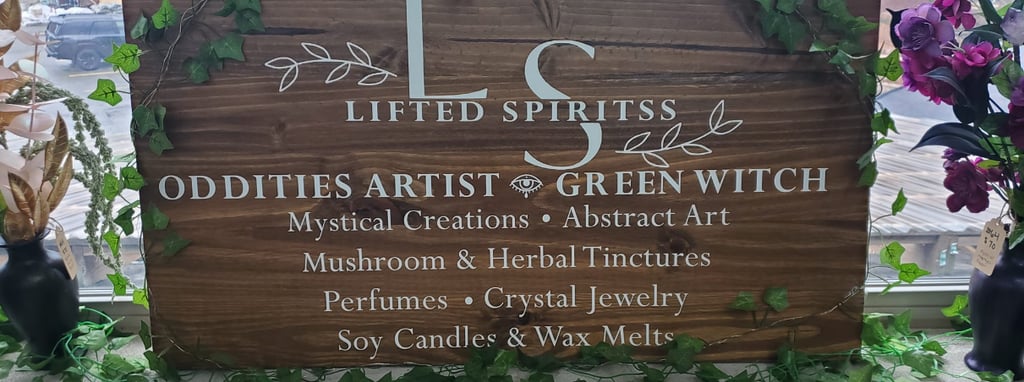 LS
LIFTED SPIRITSS
ODDITIES ARTIST GREEN WITCH
Mystical Creations • Abstract Art
Mushroom & Herbal Tinctures
Perfumes • Crystal Jewelry
Soy Candles & Wax Melts